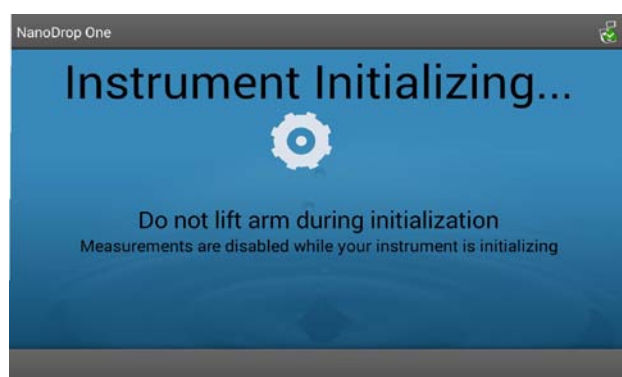 NanoDrop One
Instrument Initializing...
Do not lift arm during initialization
Measurements are disabled while your instrument is initializing